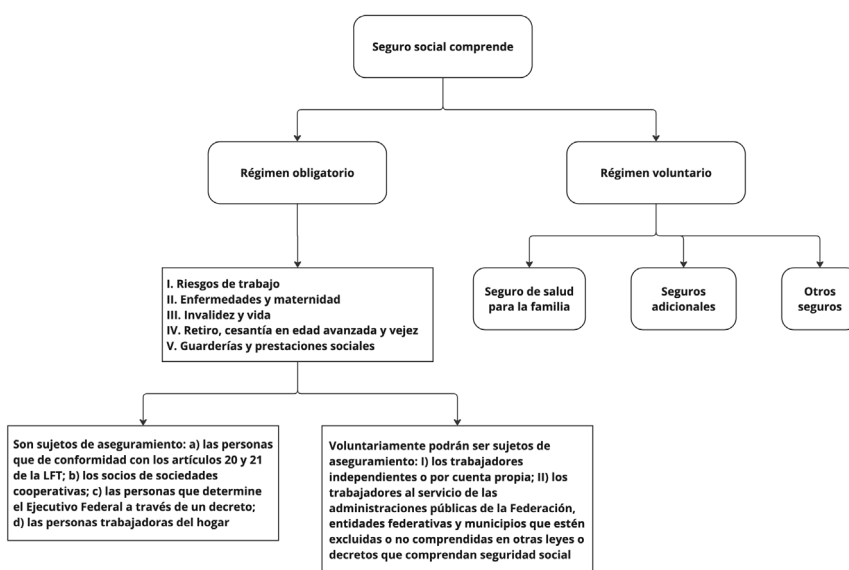 Seguro social comprende
Régimen obligatorio
Régimen voluntario
I. Riesgos de trabajo
II. Enfermedades y maternidad
III. Invalidez y vida
IV. Retiro, cesantía en edad avanzada y vejez
V. Guarderías y prestaciones sociales
Seguro de salud
para la familia
Seguros
adicionales
Otros
seguros
Son sujetos de aseguramiento: a) las personas
que de conformidad con los artículos 20 y 21
de la LFT; b) los socios de sociedades
cooperativas; c) las personas que determine
el Ejecutivo Federal a través de un decreto;
d) las personas trabajadoras del hogar
Voluntariamente podrán ser sujetos de
aseguramiento: I) los trabajadores
independientes o por cuenta propia; II) los
trabajadores al servicio de las
administraciones públicas de la Federación,
entidades federativas y municipios que estén
excluidas o no comprendidas en otras leyes o
decretos que comprendan seguridad social